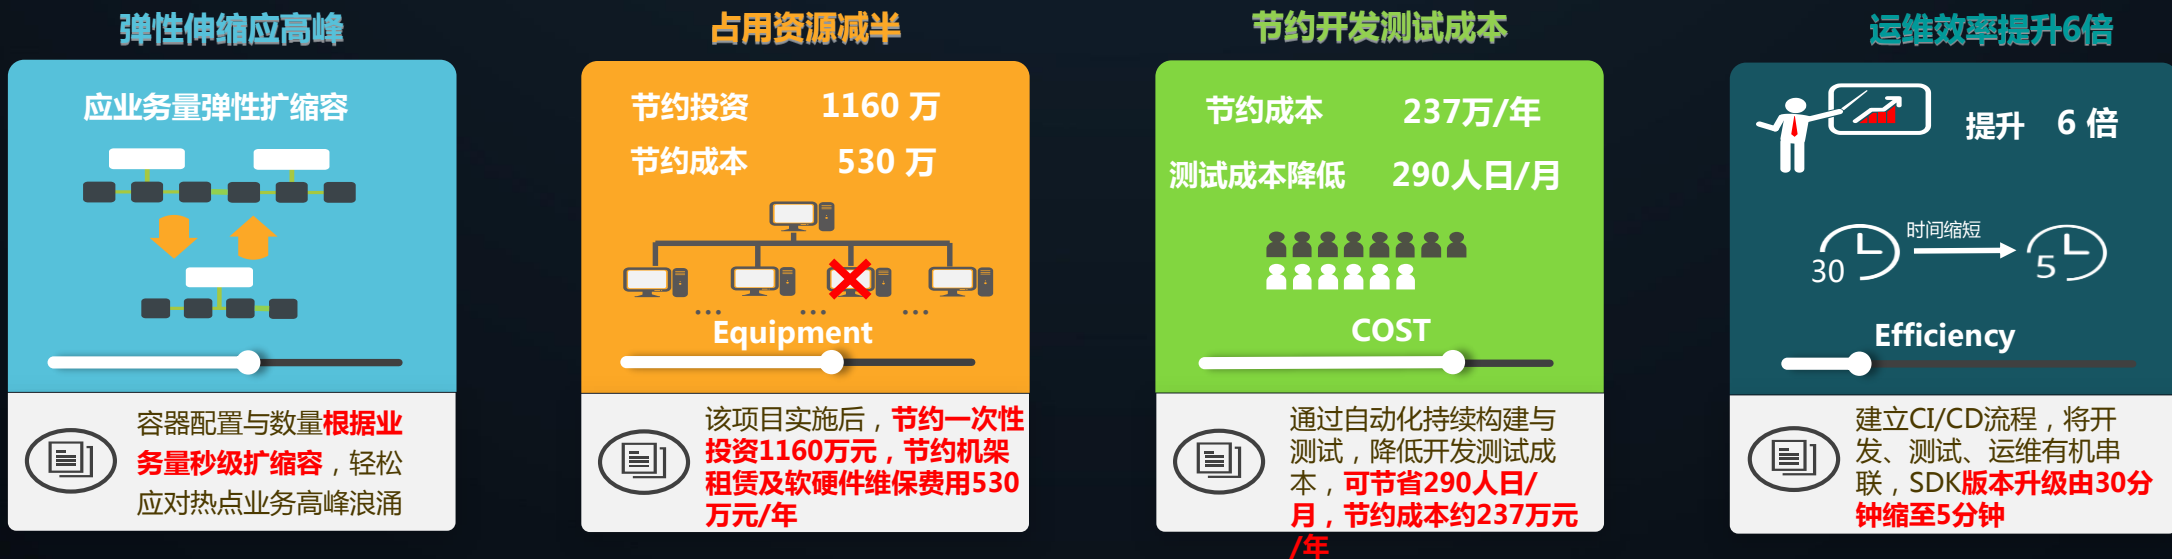 弹性伸缩应高峰
应业务量弹性扩缩容
容器配置与数量根据业
务量秒级扩缩容，轻松
应对热点业务高峰浪涌
占用资源减半
节约投资 1160 万
节约成本 530 万
... ... ...
Equipment
该项目实施后，节约一次性
投资1160万元，节约机架
租赁及软硬件维保费用530
万元/年
节约开发测试成本
节约成本 237万/年
测试成本降低 290人日/月
COST
通过自动化持续构建与
测试，降低开发测试成
本，可节省290人日/
月，节约成本约237万元
/年
运维效率提升6倍
提升 6 倍
时间缩短
30 5
Efficiency
建立CI/CD流程，将开
发、测试、运维有机串
联，SDK版本升级由30分
钟缩至5分钟